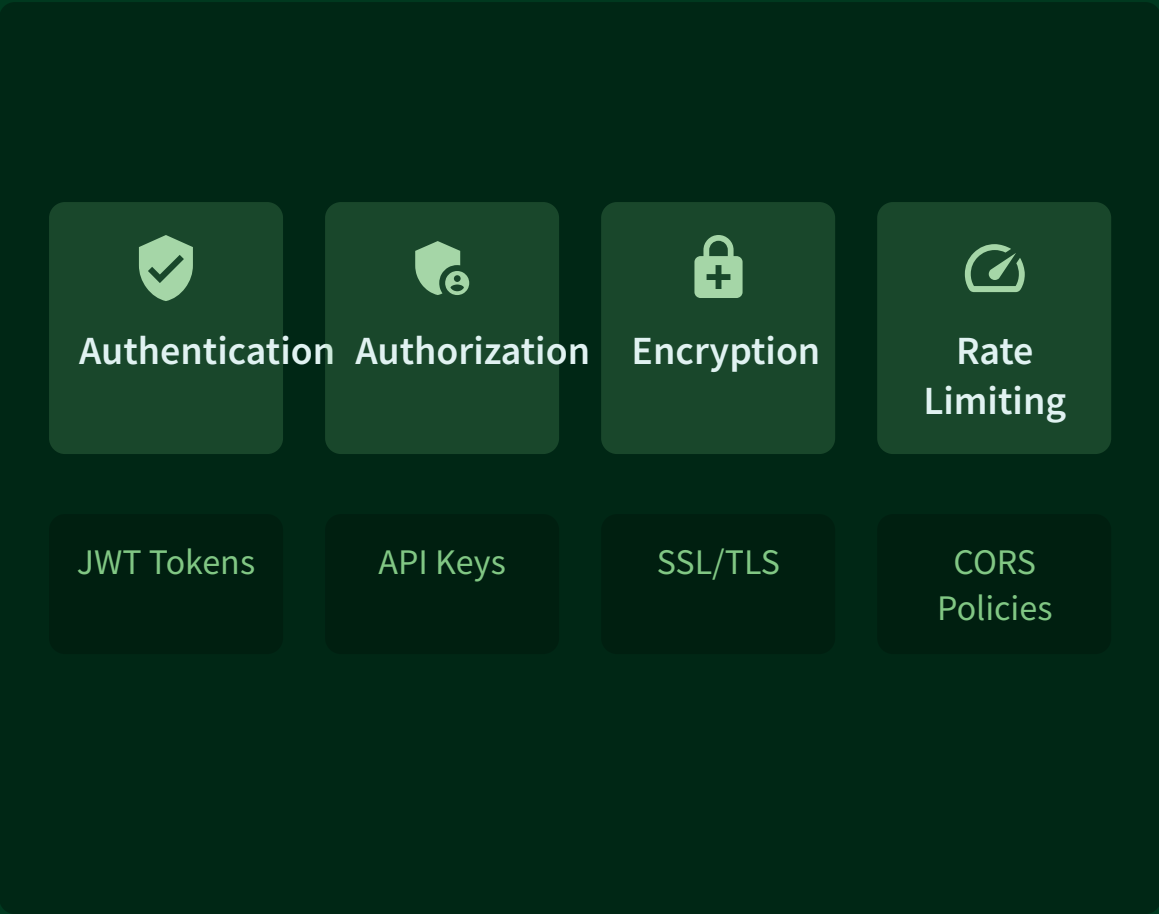 Authentication
Authorization
Encryption
Rate
Limiting
JWT Tokens
API Keys
SSL/TLS
CORS
Policies